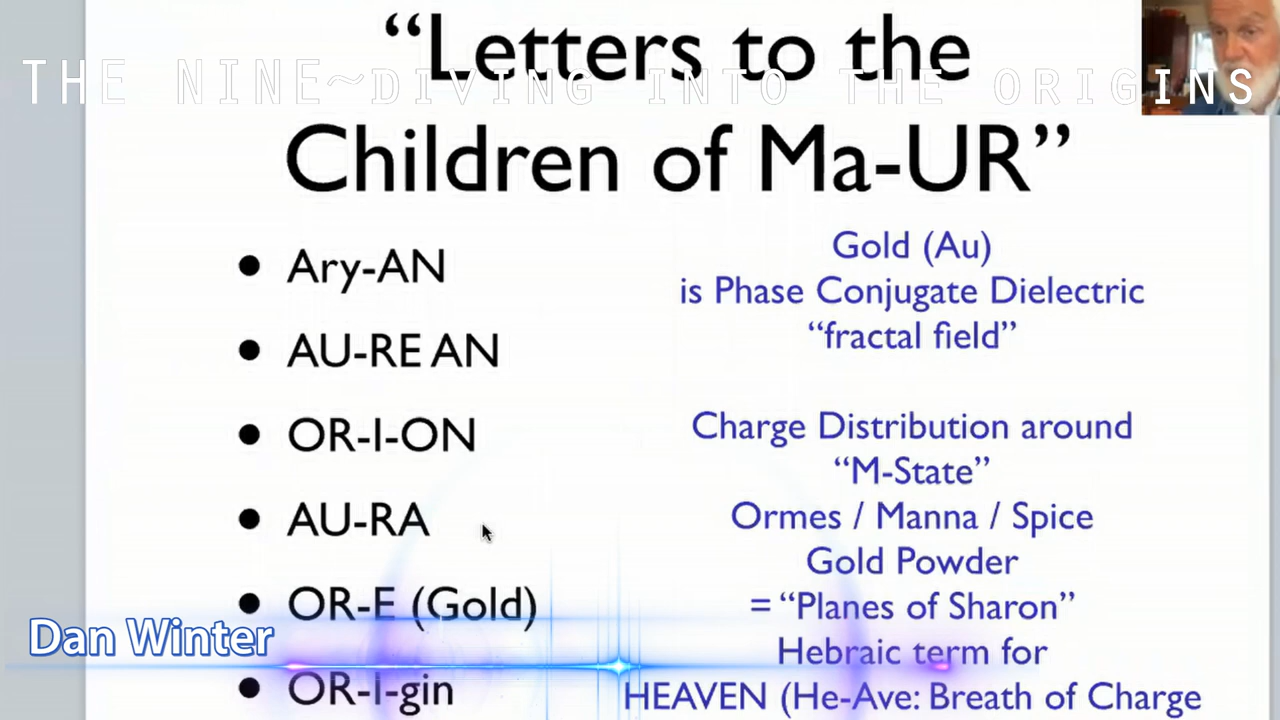 “Letters to the
THE NINE~DIVING INTO THE ORIGINS
Children of Ma-UR”
• Ary-AN
• AU-RE AN
• OR-I-ON
• AU-RA
• OR-E (Gold)
• OR-I-gin
Gold (Au)
is Phase Conjugate Dielectric
“fractal field”
Charge Distribution around
“M-State”
Ormes / Manna / Spice
Gold Powder
= “Planes of Sharon”
Hebraic term for
HEAVEN (He-Ave: Breath of Charge
Dan Winter